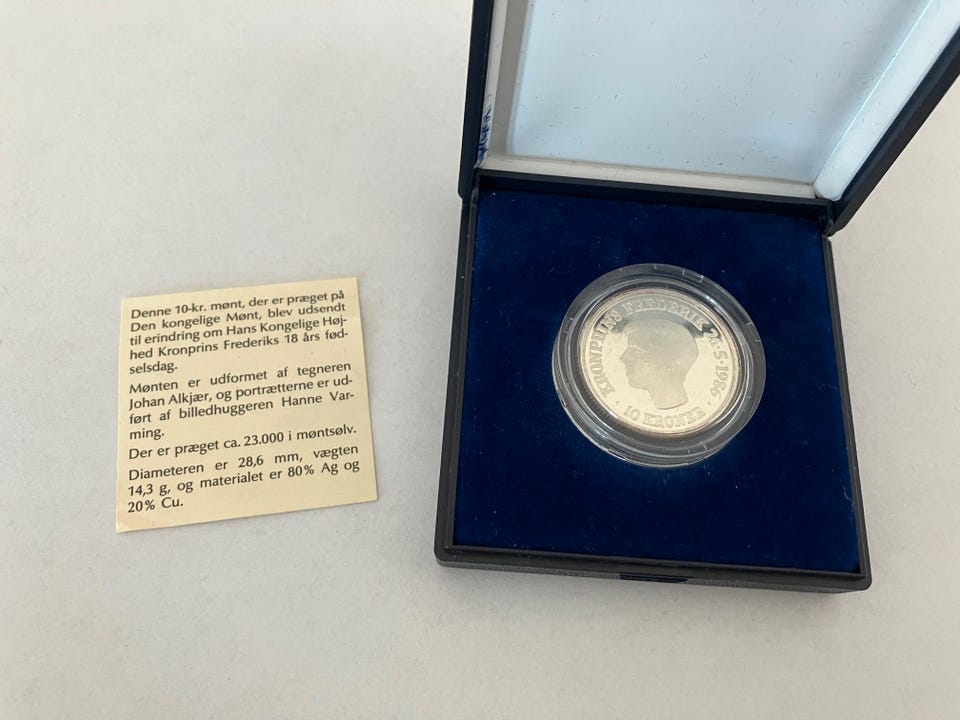 Denne 10-kr. mønt, der er præget på
Den kongelige Mønt, blev udsendt
til erindring om Hans Kongelige Høj-
hed Kronprins Frederiks 18 års fød-
selsdag.
Mønten er udformet af tegneren
Johan Alkjær, og portrætterne er ud-
ført af billedhuggeren Hanne Var-
ming.
Der er præget ca. 23.000 i møntsølv.
Diameteren er 28,6 mm, vægten
14,3 g, og materialet er 80% Ag og
20% Cu.
KRONPRINS FREDERIK 26·5·1986
· 10 KRONER ·